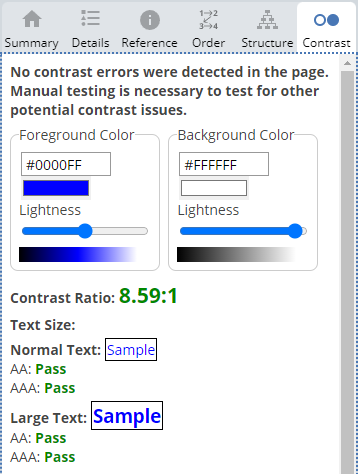 Summary Details Reference Order Structure Contrast
No contrast errors were detected in the page.
Manual testing is necessary to test for other
potential contrast issues.
Foreground Color Background Color
#0000FF #FFFFFF
Lightness Lightness
Contrast Ratio: 8.59:1
Text Size:
Normal Text: Sample
AA: Pass
AAA: Pass
Large Text: Sample
AA: Pass
AAA: Pass